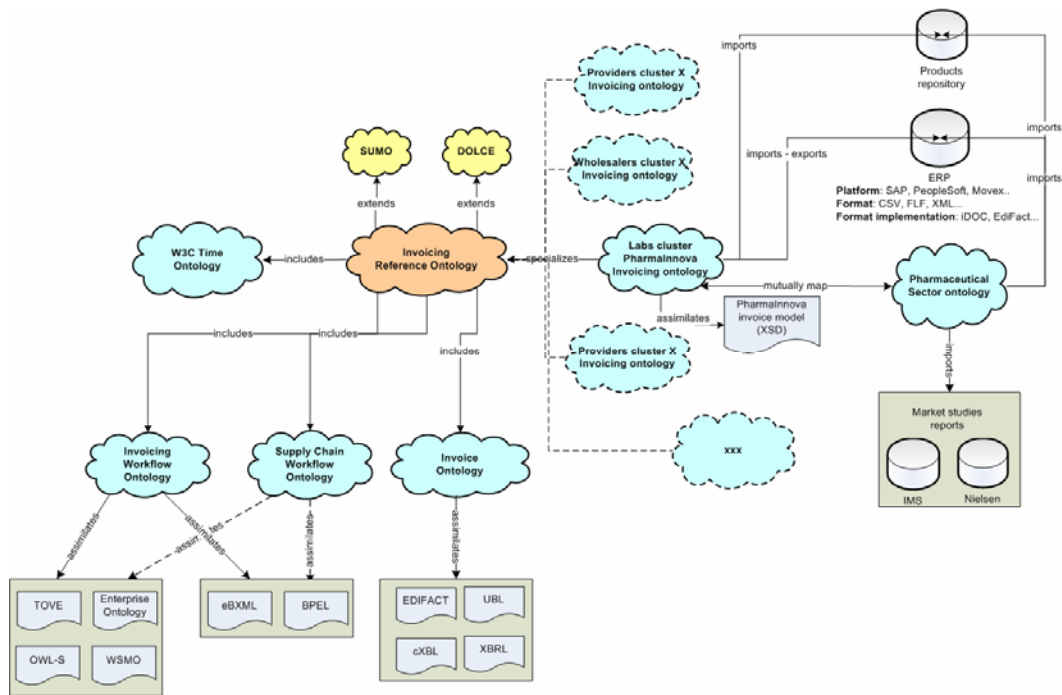 imports
Products
repository
Providers cluster X
Invoicing ontology
SUMO
DOLCE
imports
imports - exports
Wholesalers cluster X
Invoicing ontology
ERP
imports
Platform: SAP, PeopleSoft, Movex..
Format: CSV, FLF, XML...
Format implementation: iDOC, EdiFact...
extends
extends
W3C Time
Ontology
includes
Invoicing
Reference Ontology
specializes
Labs cluster
PharmaInnova
Invoicing ontology
mutually map
Pharmaceutical
Sector ontology
assimilates
PharmaInnova
invoice model
(XSD)
includes
includes
includes
Providers cluster X
Invoicing ontology
imports
Market studies
reports
IMS
Nielsen
Invoicing
Workflow
Ontology
Supply Chain
Workflow
Ontology
Invoice
Ontology
xxx
assimilates
assimilates
assimilates
assimilates
TOVE
Enterprise
Ontology
OWL-S
WSMO
eBXML
BPEL
EDIFACT
UBL
cXBL
XBRL